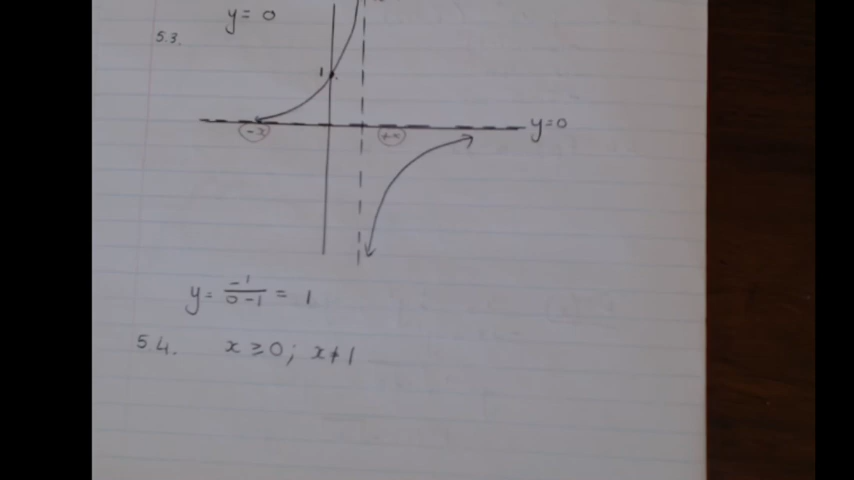 y = 0
5.3.
1
-x
+x
y=0
y = -1/0-1 = 1
5.4. x ≥ 0; x ≠ 1